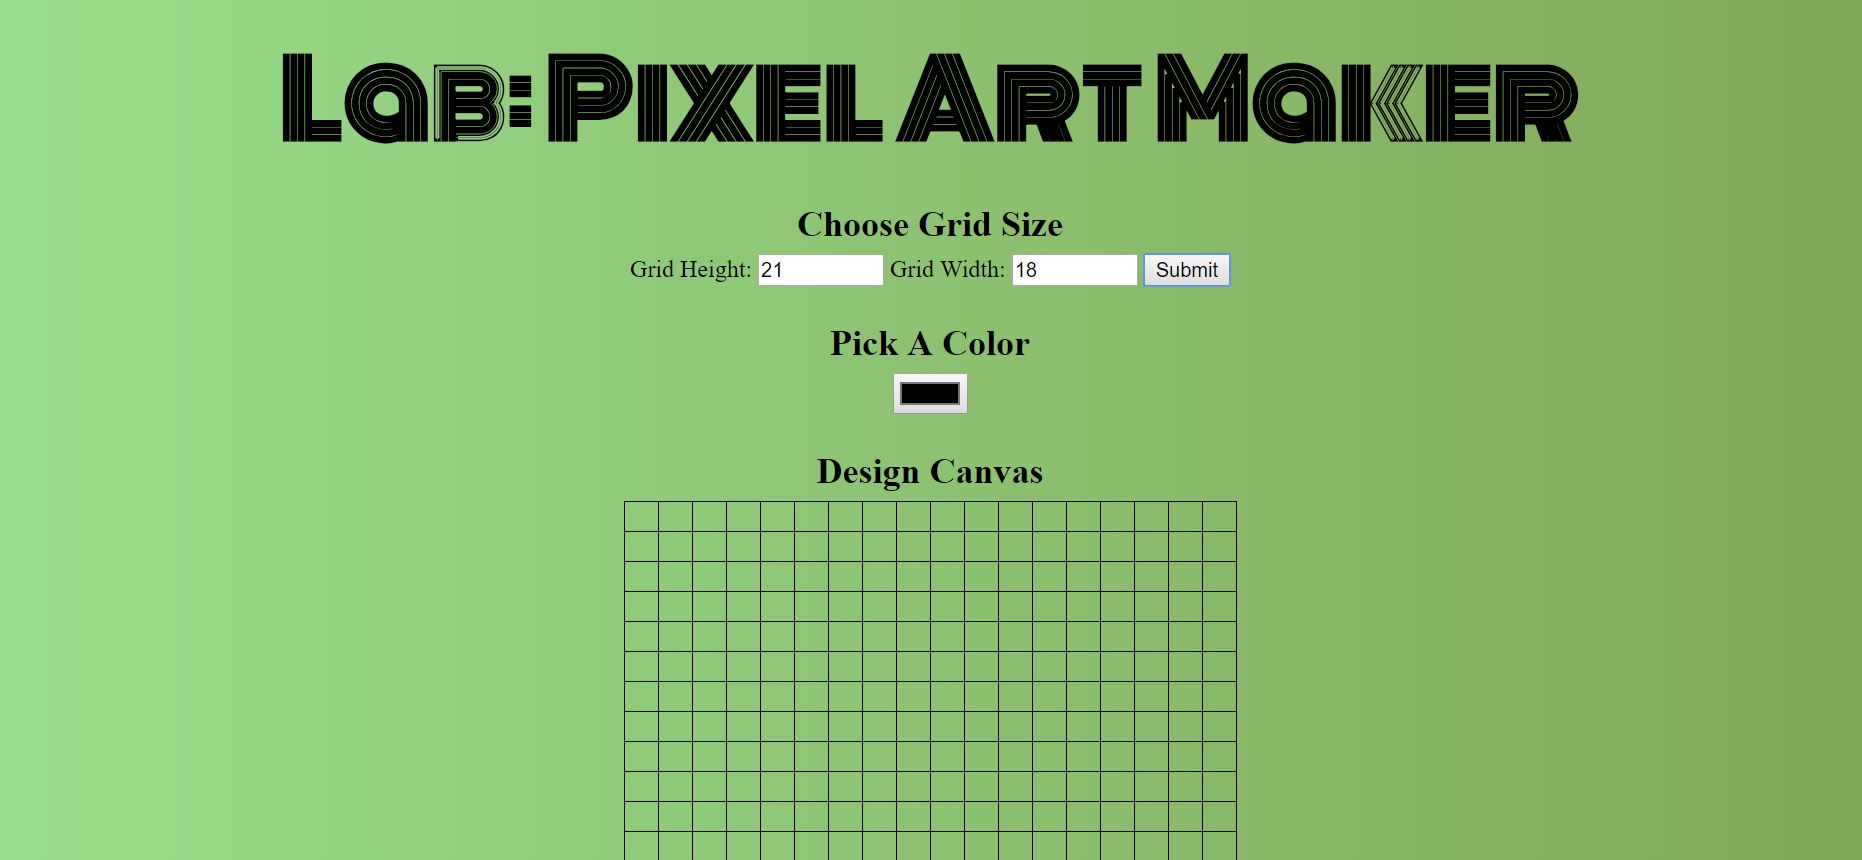 Lab: Pixel Art Maker
Choose Grid Size
Grid Height: 21 Grid Width: 18 Submit
Pick A Color
Design Canvas